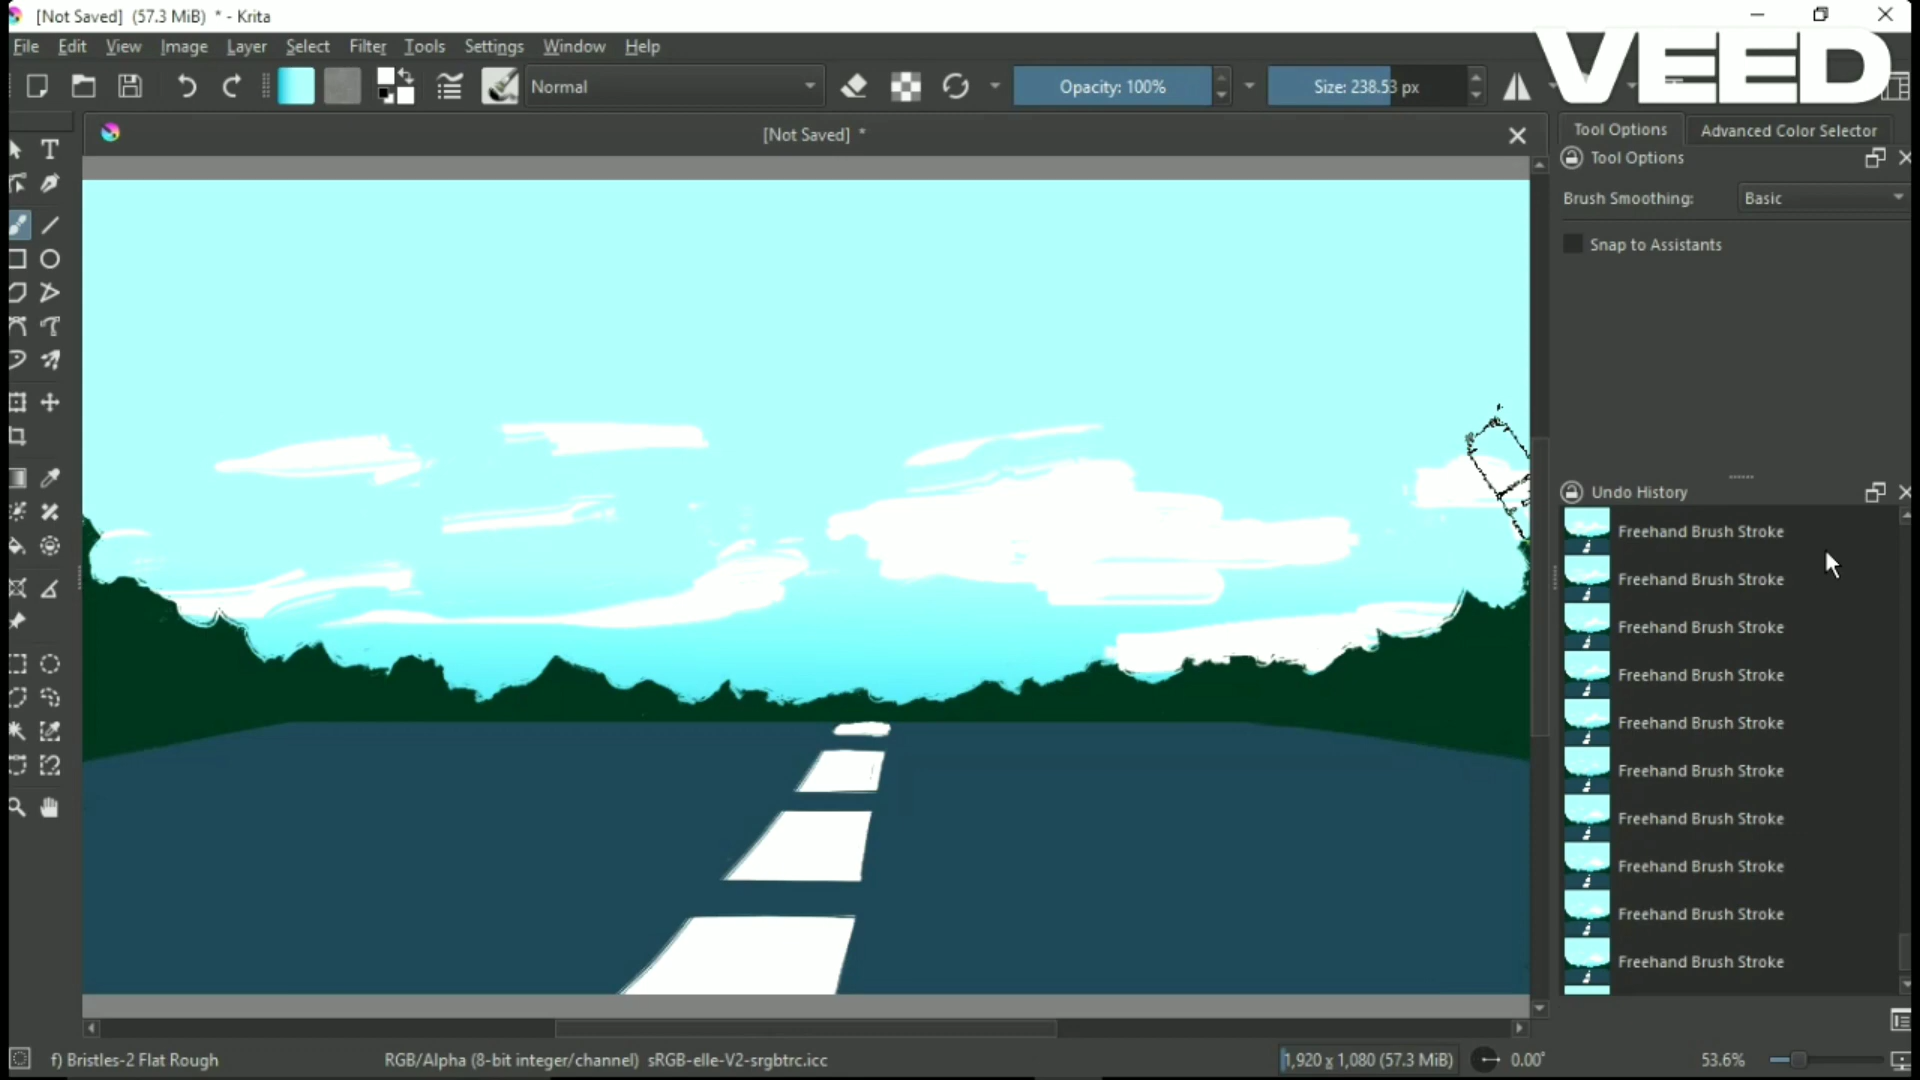 [Not Saved] (57.3 MiB) * - Krita
File Edit View Image Layer Select Filter Tools Settings Window Help
VEED
Normal
Opacity: 100%
Size: 238.53 px
[Not Saved] *
Tool Options
Advanced Color Selector
Tool Options
Brush Smoothing:
Basic
Snap to Assistants
Undo History
Freehand Brush Stroke
Freehand Brush Stroke
Freehand Brush Stroke
Freehand Brush Stroke
Freehand Brush Stroke
Freehand Brush Stroke
Freehand Brush Stroke
Freehand Brush Stroke
Freehand Brush Stroke
Freehand Brush Stroke
f) Bristles-2 Flat Rough
RGB/Alpha (8-bit integer/channel) sRGB-elle-V2-srgbtrc.icc
1,920 x 1,080 (57.3 MiB)
0.00°
53.6%